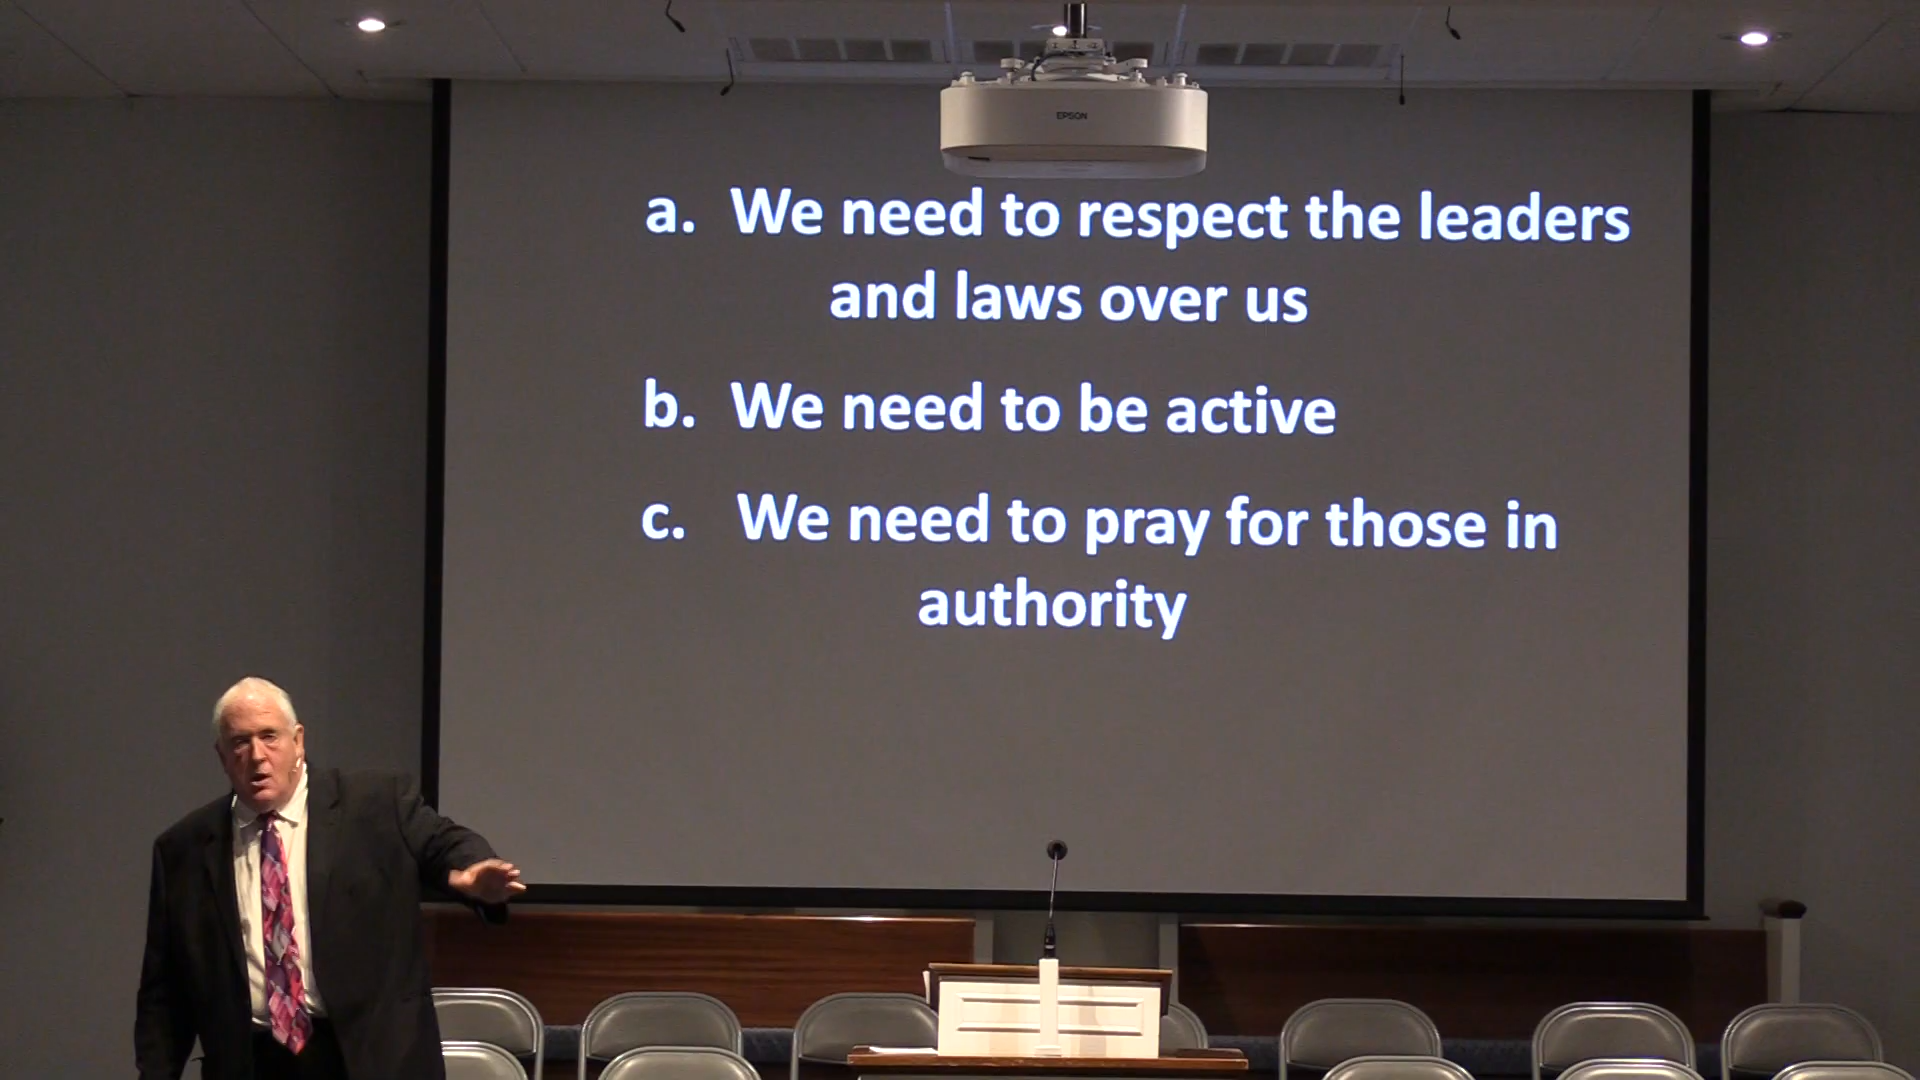 EPSON
a. We need to respect the leaders
and laws over us
b. We need to be active
c. We need to pray for those in
authority